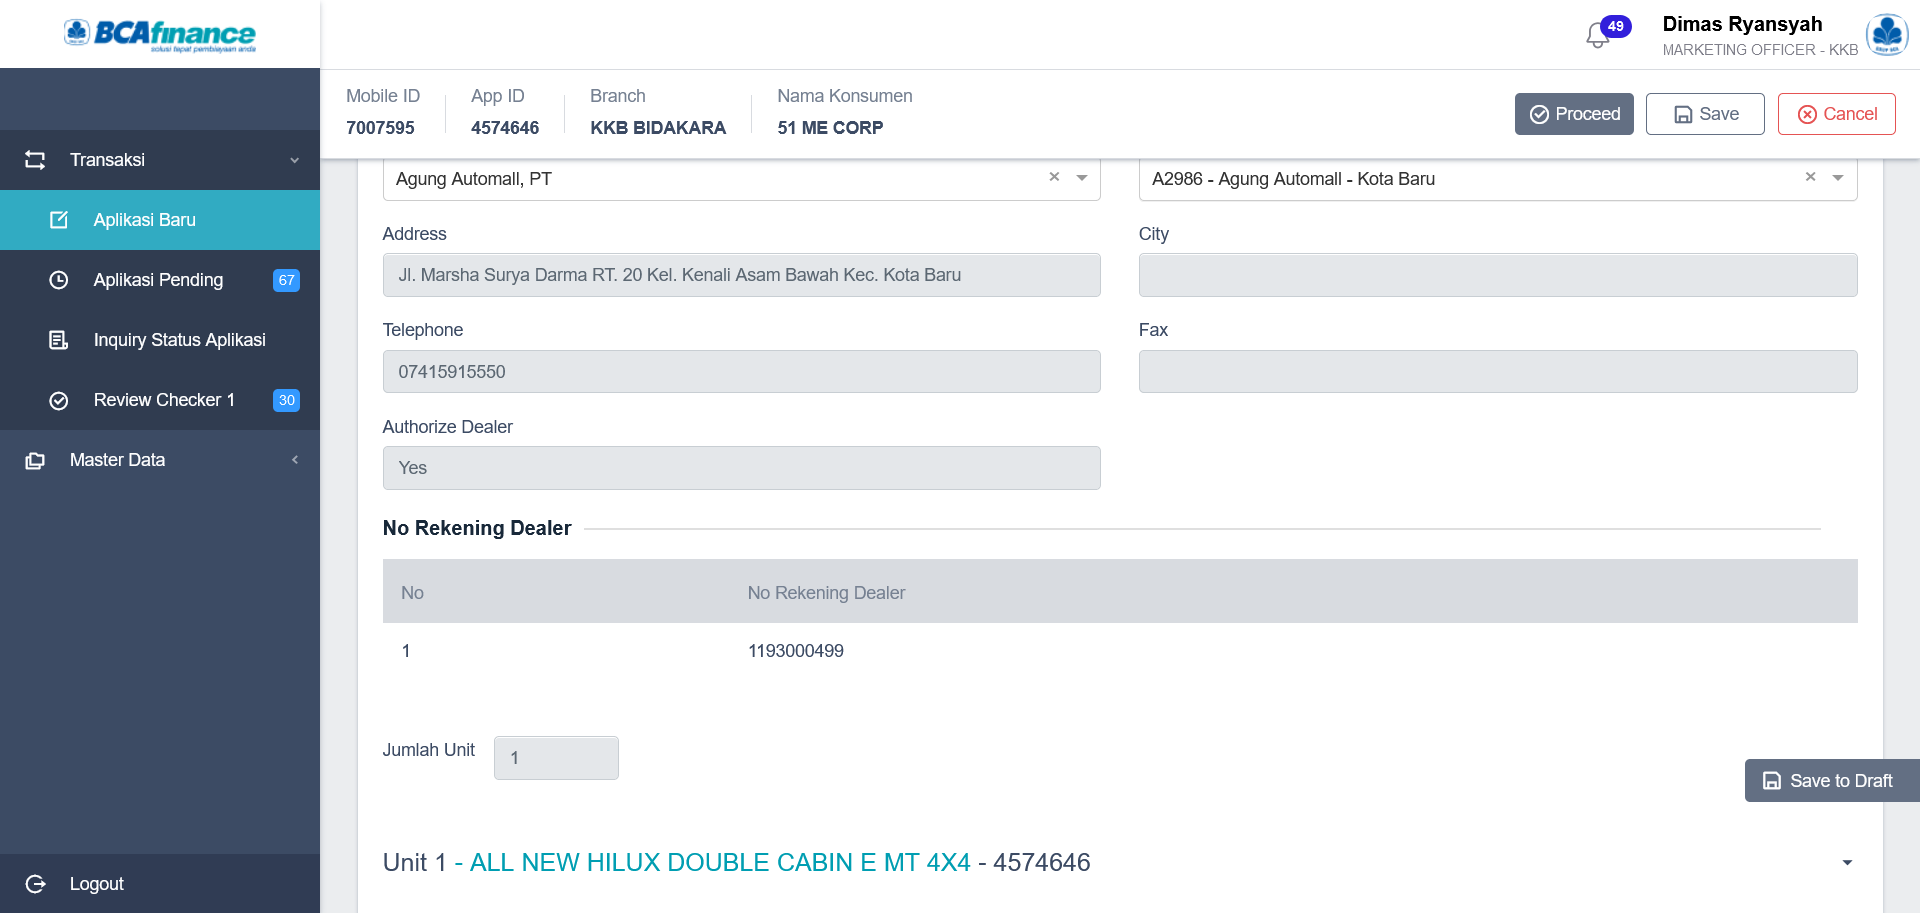 BCAfinance
solusi tepat pembiayaan anda
49
Dimas Ryansyah
MARKETING OFFICER - KKB
Mobile ID
7007595
App ID
4574646
Branch
KKB BIDAKARA
Nama Konsumen
51 ME CORP
Proceed
Save
Cancel
Transaksi
Aplikasi Baru
Aplikasi Pending
67
Inquiry Status Aplikasi
Review Checker 1
30
Master Data
Logout
Agung Automall, PT
A2986 - Agung Automall - Kota Baru
Address
City
Jl. Marsha Surya Darma RT. 20 Kel. Kenali Asam Bawah Kec. Kota Baru
Telephone
Fax
07415915550
Authorize Dealer
Yes
No Rekening Dealer
No
No Rekening Dealer
1
1193000499
Jumlah Unit
1
Save to Draft
Unit 1 - ALL NEW HILUX DOUBLE CABIN E MT 4X4 - 4574646